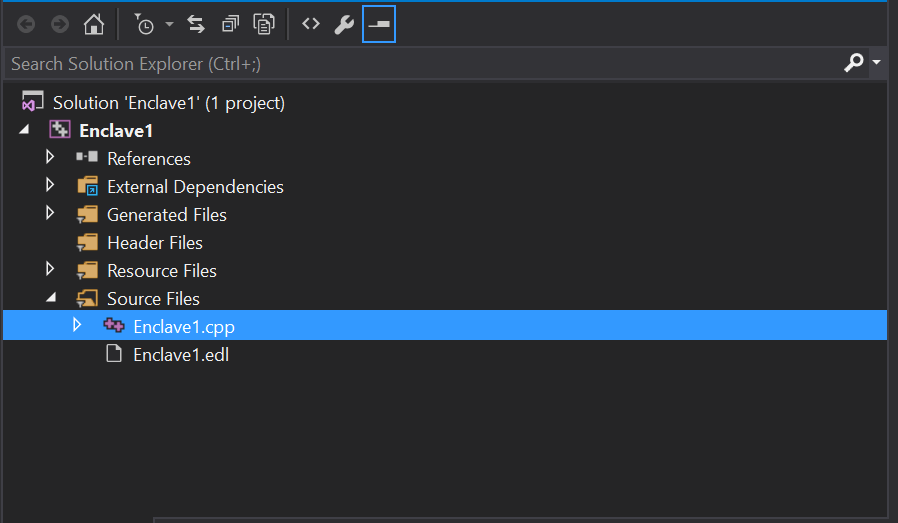 Search Solution Explorer (Ctrl+;)
Solution 'Enclave1' (1 project)
Enclave1
References
External Dependencies
Generated Files
Header Files
Resource Files
Source Files
Enclave1.cpp
Enclave1.edl